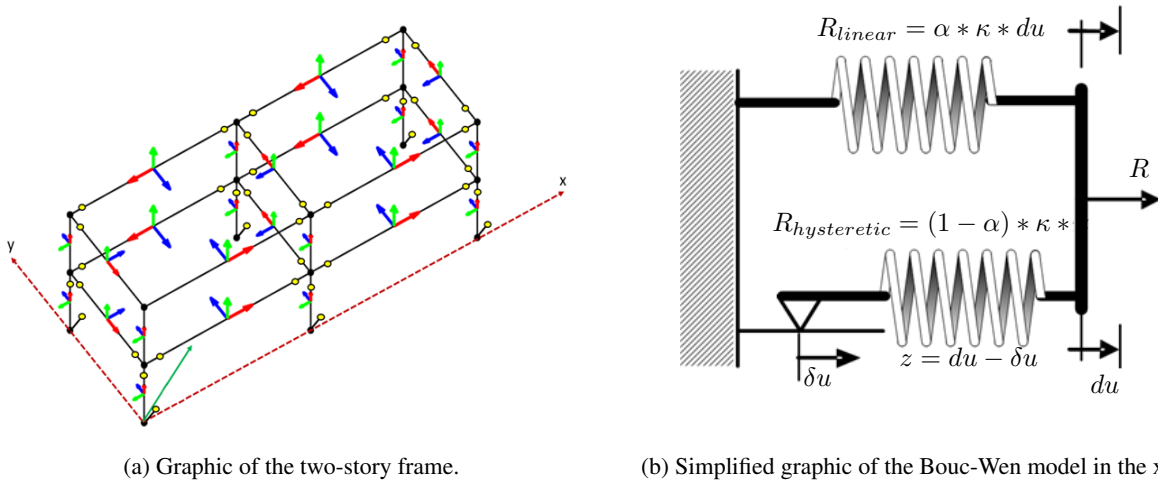 y
x
(a) Graphic of the two-story frame.
R_{linear} = α * κ * du
R
R_{hysteretic} = (1 − α) * κ *
z = du − δu
δu
du
(b) Simplified graphic of the Bouc-Wen model in the x